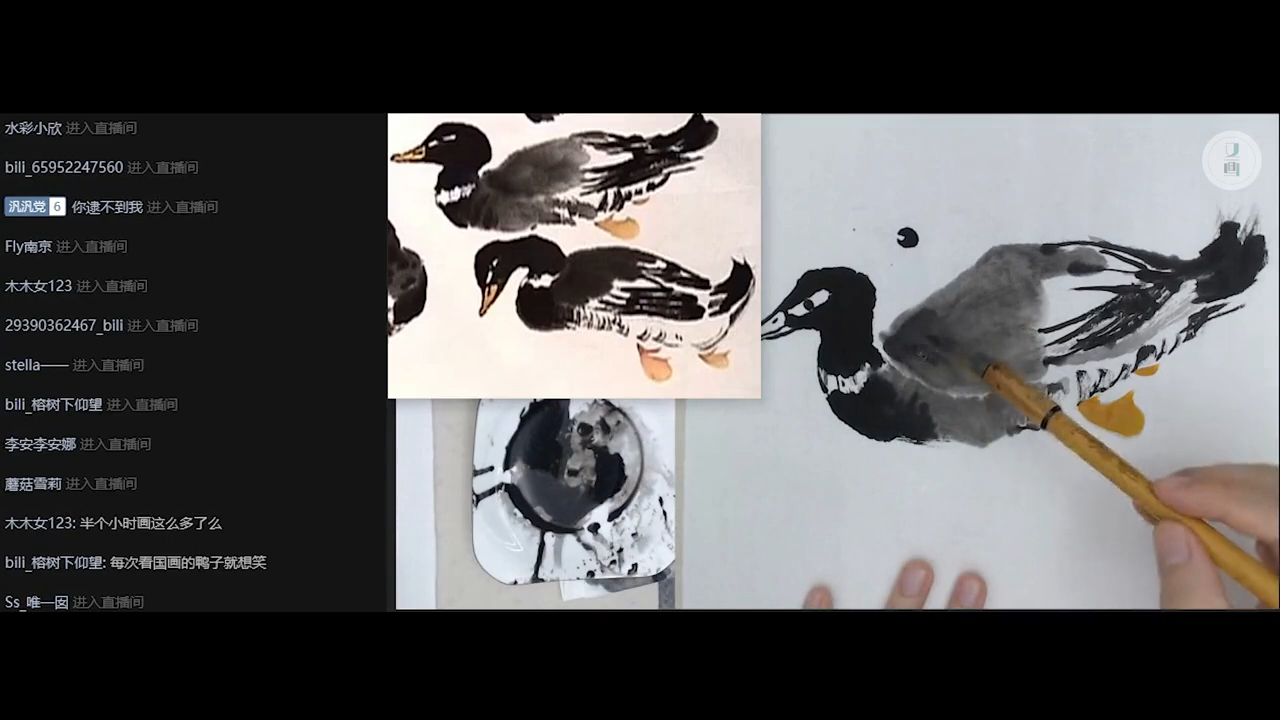 水彩小欣 进入直播间
bili_65952247560 进入直播间
汎汎党 6 你逮不到我 进入直播间
Fly南京 进入直播间
木木女123 进入直播间
29390362467_bili 进入直播间
stella—— 进入直播间
bili_榕树下仰望 进入直播间
李安李安娜 进入直播间
蘑菇雪莉 进入直播间
木木女123: 半个小时画这么多了么
bili_榕树下仰望: 每次看国画的鸭子就想笑
Ss_唯一囡 进入直播间